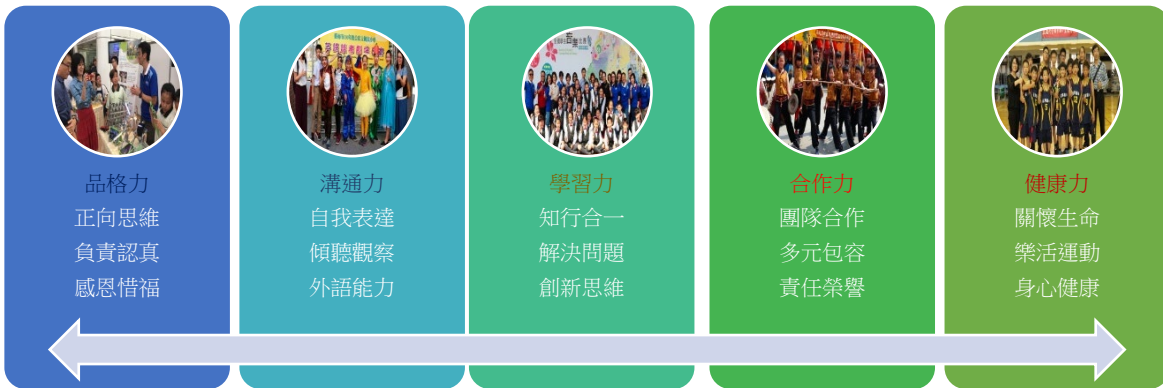 品格力
正向思維
負責認真
感恩惜福
溝通力
自我表達
傾聽觀察
外語能力
學習力
知行合一
解決問題
創新思維
合作力
團隊合作
多元包容
責任榮譽
健康力
關懷生命
樂活運動
身心健康